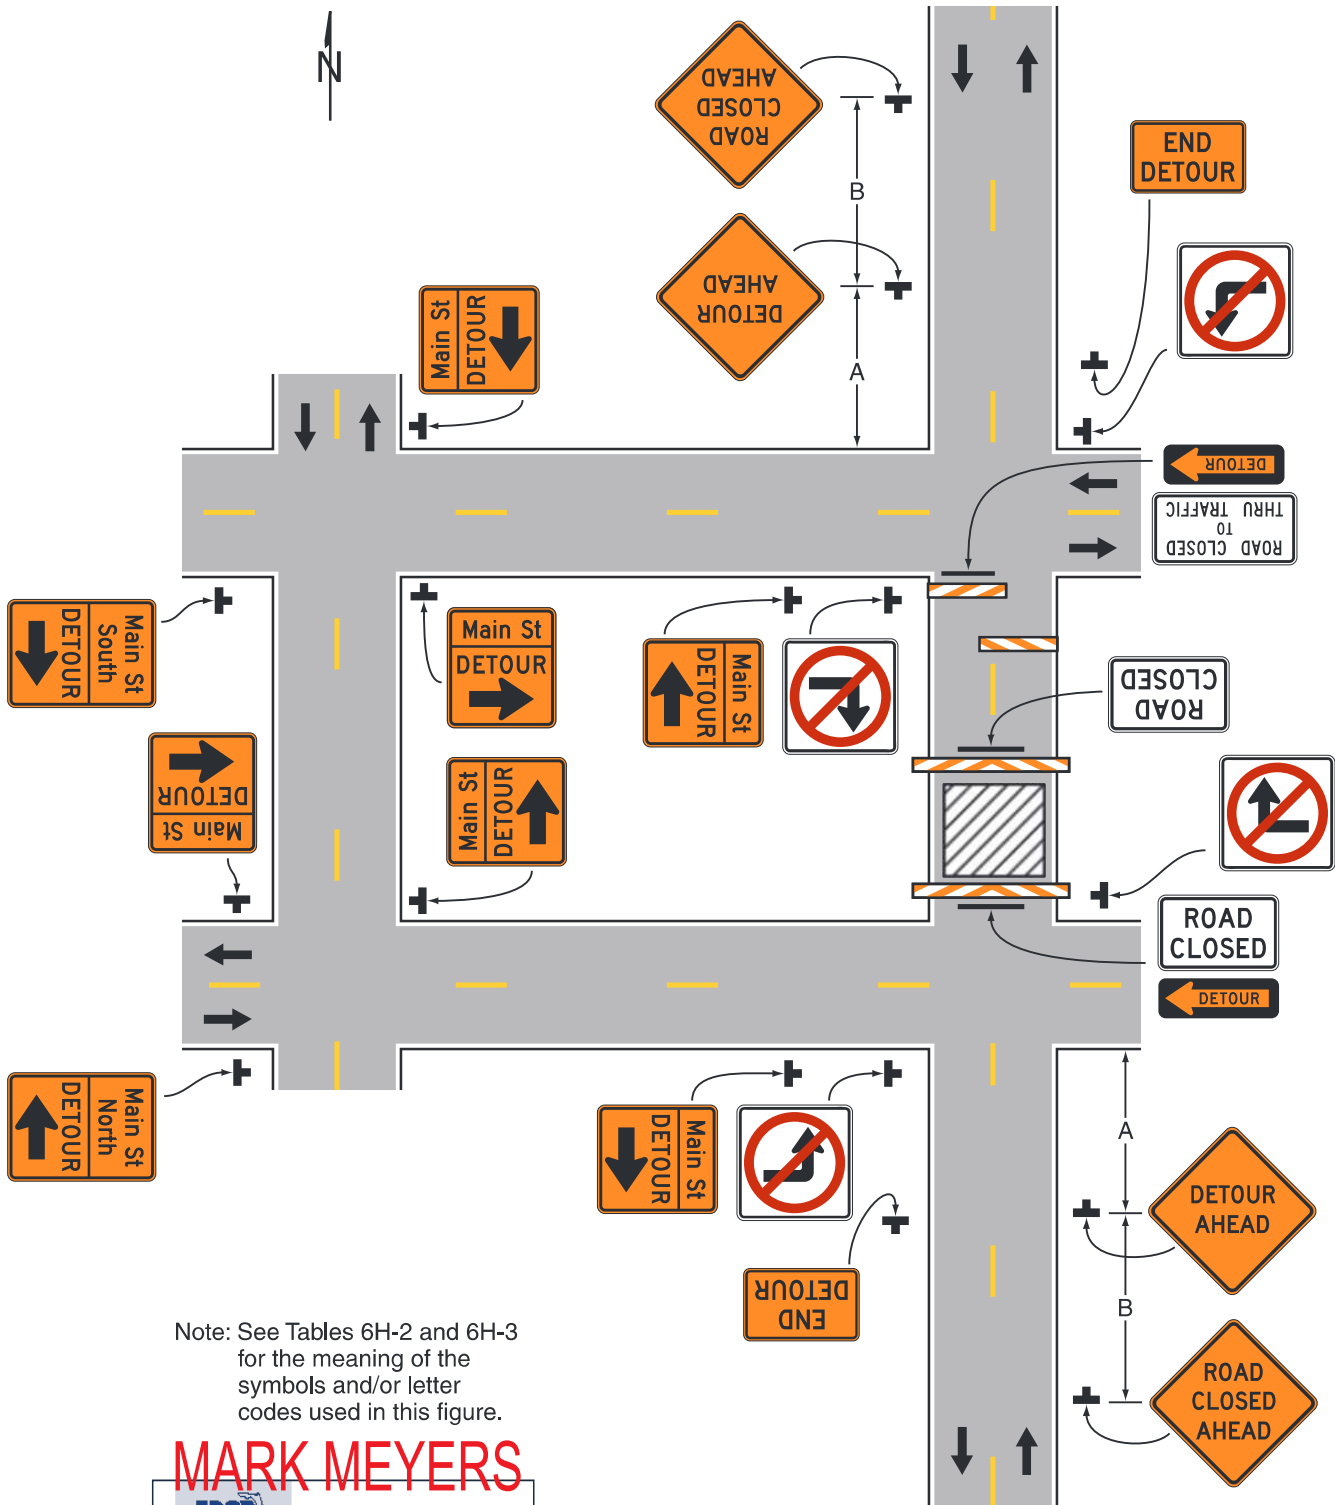 N
ROAD
CLOSED
AHEAD
B
DETOUR
AHEAD
A
END
DETOUR
Main St
DETOUR
DETOUR
ROAD CLOSED
TO
THRU TRAFFIC
Main St
South
DETOUR
Main St
DETOUR
Main St
DETOUR
ROAD
CLOSED
Main St
DETOUR
Main St
DETOUR
ROAD
CLOSED
DETOUR
Main St
North
DETOUR
Main St
DETOUR
A
DETOUR
AHEAD
B
END
DETOUR
ROAD
CLOSED
AHEAD
Note: See Tables 6H-2 and 6H-3
for the meaning of the
symbols and/or letter
codes used in this figure.
MARK MEYERS